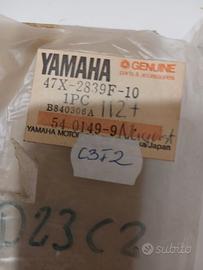 YAMAHA GENUINE
parts & accessories
47X-2839F-10
1PC 112+
B840306A
54 0149-9
YAMAHA MOTOR
Japan
C3F2
D23C2
subito